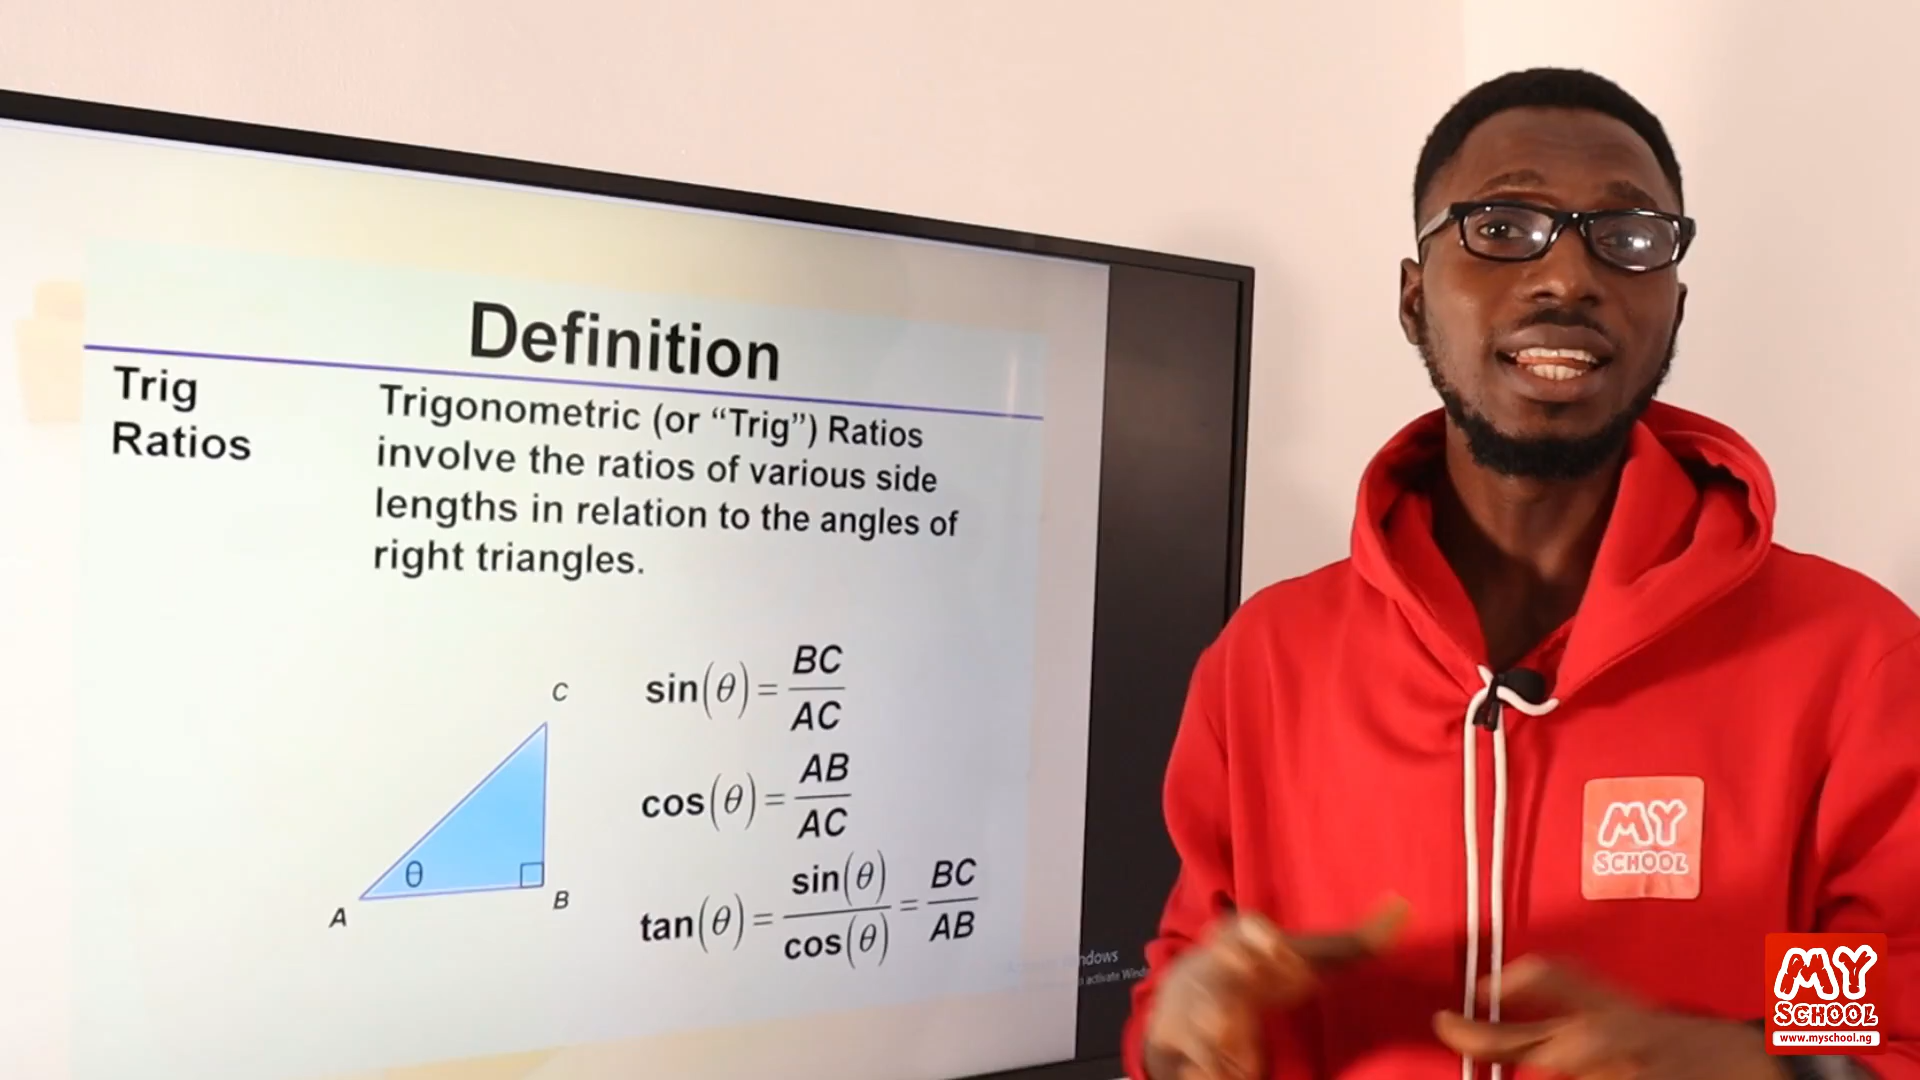 Definition
Trig
Ratios
Trigonometric (or “Trig”) Ratios
involve the ratios of various side
lengths in relation to the angles of
right triangles.
C
θ
A
B
sin(θ) = BC/AC
cos(θ) = AB/AC
tan(θ) = sin(θ)/cos(θ) = BC/AB
activate
MY
SCHOOL
MY
SCHOOL
www.myschool.ng